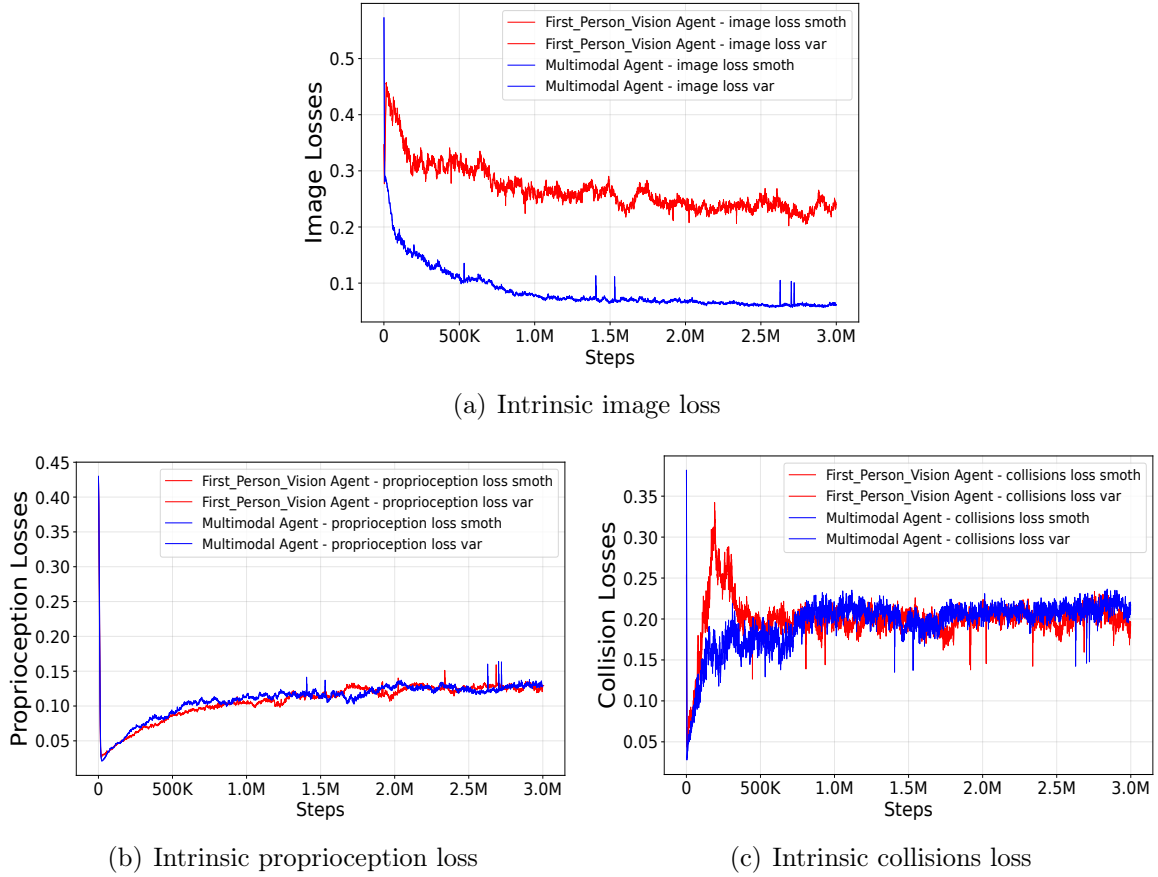 First_Person_Vision Agent - image loss smoth
First_Person_Vision Agent - image loss var
Multimodal Agent - image loss smoth
Multimodal Agent - image loss var
Image Losses
0.5
0.4
0.3
0.2
0.1
0 500K 1.0M 1.5M 2.0M 2.5M 3.0M
Steps
(a) Intrinsic image loss
First_Person_Vision Agent - proprioception loss smoth
First_Person_Vision Agent - proprioception loss var
Multimodal Agent - proprioception loss smoth
Multimodal Agent - proprioception loss var
Proprioception Losses
0.45
0.40
0.35
0.30
0.25
0.20
0.15
0.10
0.05
0 500K 1.0M 1.5M 2.0M 2.5M 3.0M
Steps
(b) Intrinsic proprioception loss
First_Person_Vision Agent - collisions loss smoth
First_Person_Vision Agent - collisions loss var
Multimodal Agent - collisions loss smoth
Multimodal Agent - collisions loss var
Collision Losses
0.35
0.30
0.25
0.20
0.15
0.10
0.05
0 500K 1.0M 1.5M 2.0M 2.5M 3.0M
Steps
(c) Intrinsic collisions loss